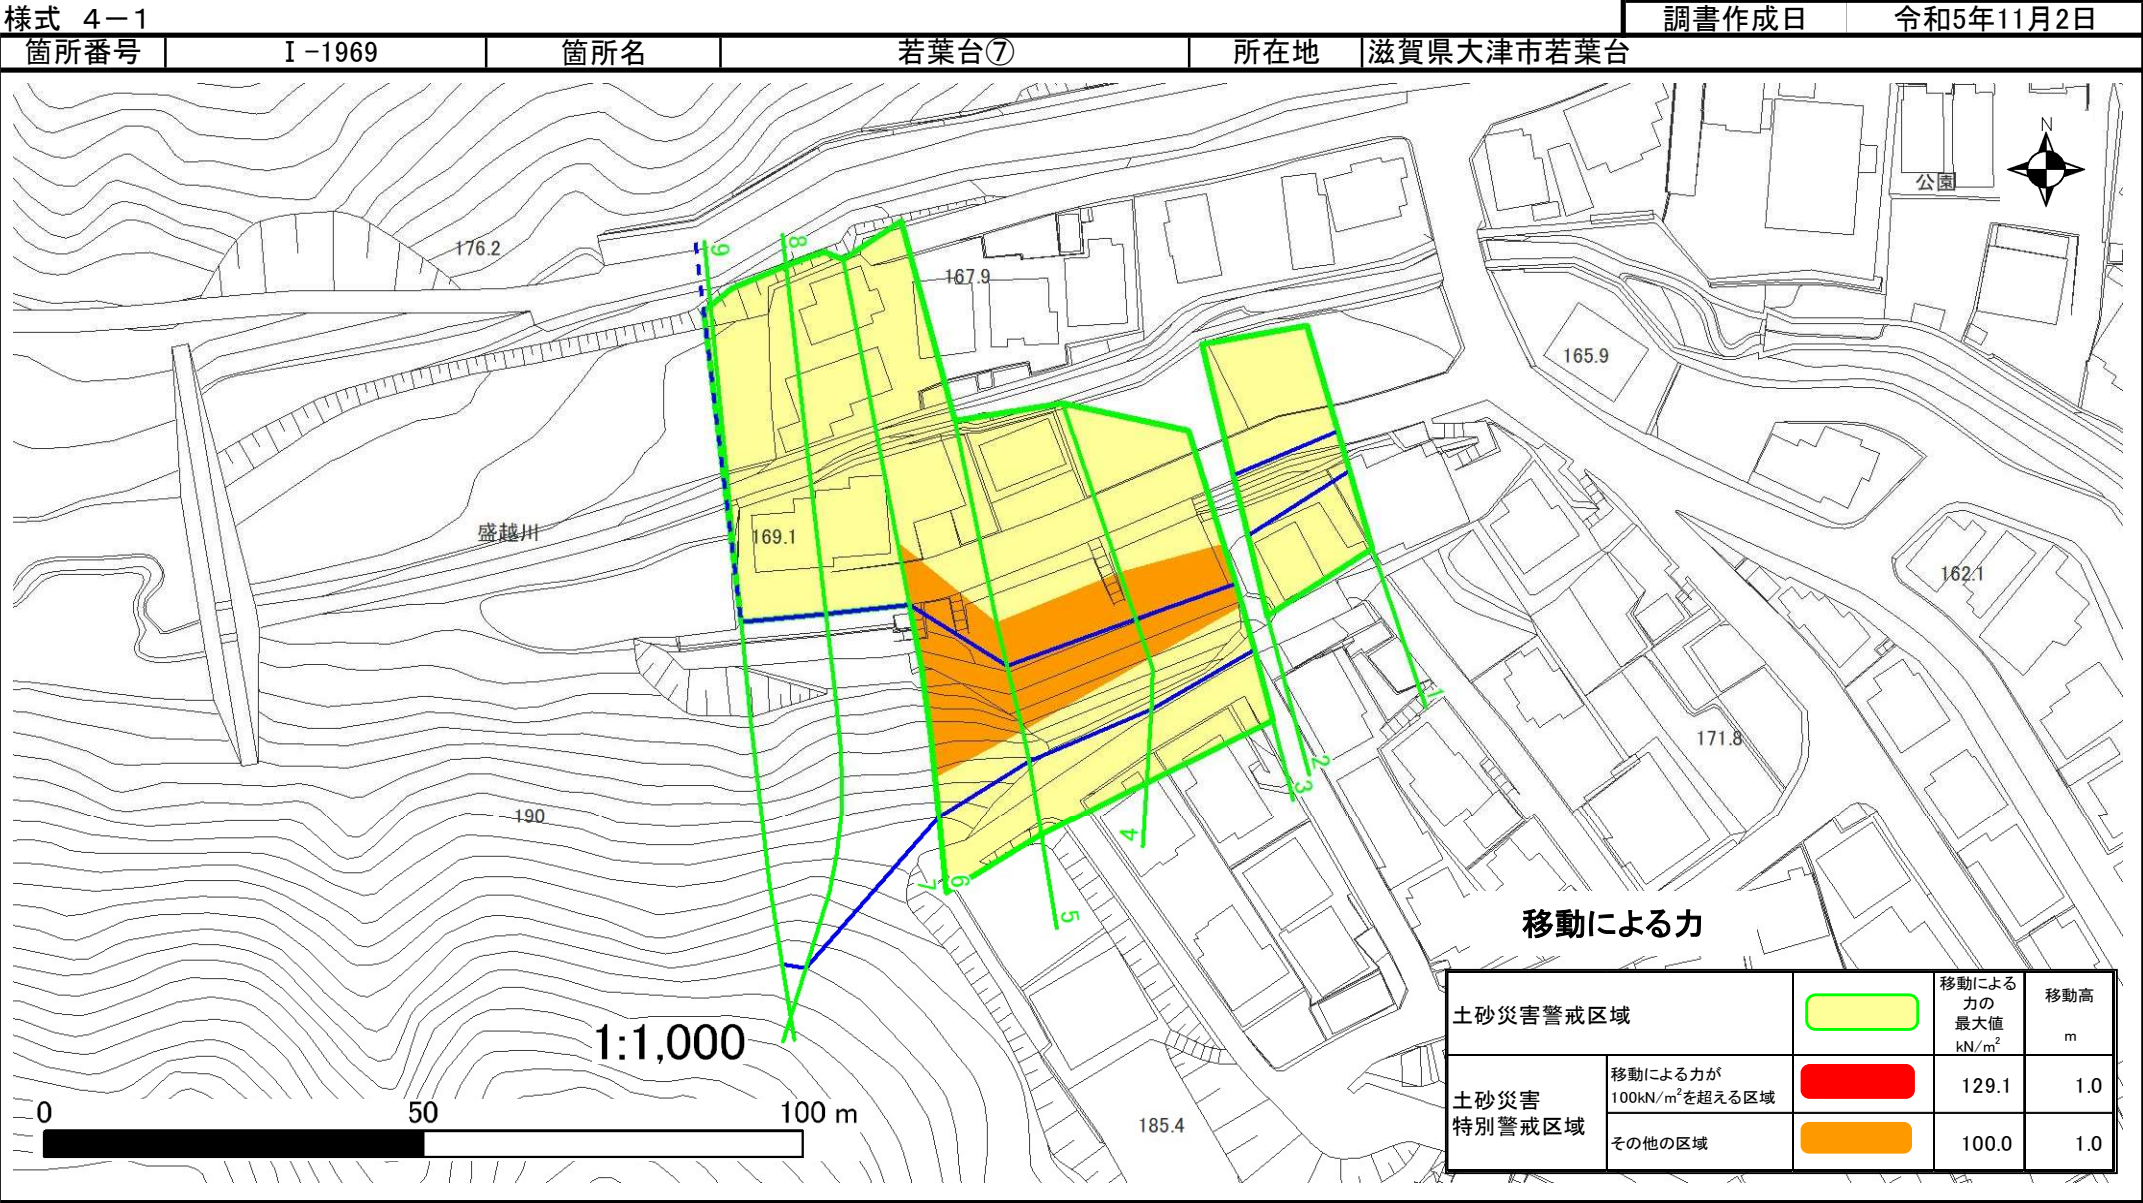 様式 4－1
調書作成日 令和5年11月2日
箇所番号 Ⅰ-1969 箇所名 若葉台⑦ 所在地 滋賀県大津市若葉台
N
公園
176.2
9
8
167.9
165.9
盛越川
169.1
162.1
1
171.8
2
3
190
4
7
6
5
移動による力
1:1,000
0 50 100 m
185.4
土砂災害警戒区域
移動による
力の
最大値
kN/m²
移動高
m
土砂災害
特別警戒区域
移動による力が
100kN/m²を超える区域
129.1 1.0
その他の区域
100.0 1.0